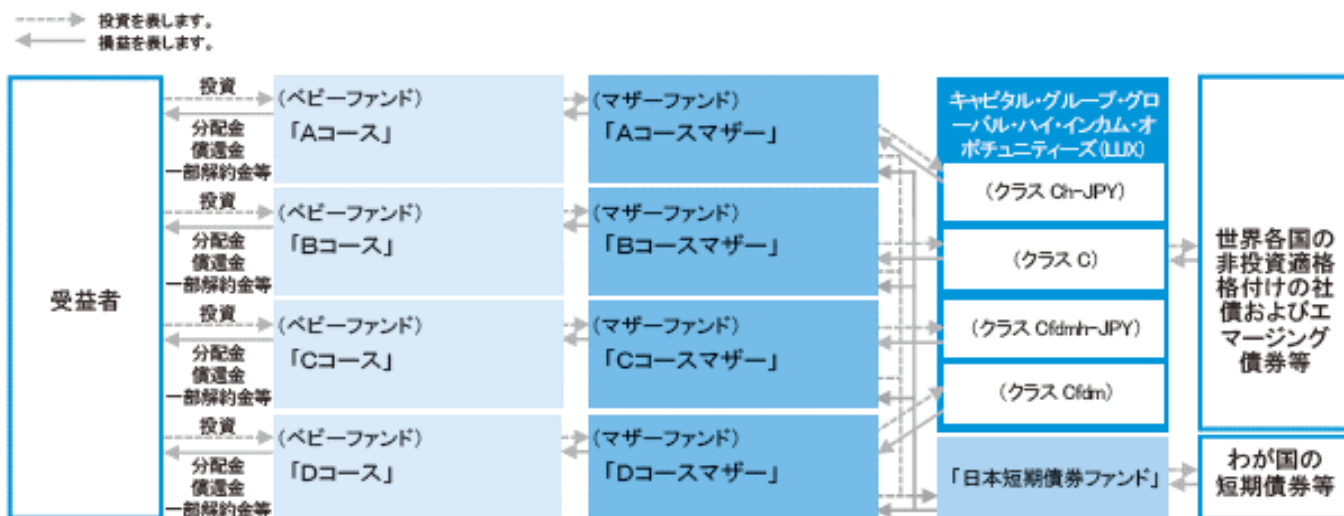 投資を表します。
損益を表します。
受益者
投資
分配金
償還金
一部解約金等
(ベビーファンド)
「Aコース」
(マザーファンド)
「Aコースマザー」
投資
分配金
償還金
一部解約金等
(ベビーファンド)
「Bコース」
(マザーファンド)
「Bコースマザー」
投資
分配金
償還金
一部解約金等
(ベビーファンド)
「Cコース」
(マザーファンド)
「Cコースマザー」
投資
分配金
償還金
一部解約金等
(ベビーファンド)
「Dコース」
(マザーファンド)
「Dコースマザー」
キャピタル・グループ・グロ
ーバル・ハイ・インカム・オ
ポチュニティーズ(LUX)
(クラス Ch-JPY)
(クラス C)
(クラス Cfdmh-JPY)
(クラス Cfdm)
「日本短期債券ファンド」
世界各国の
非投資適格
格付けの社
債およびエ
マージング
債券等
わが国の
短期債券等